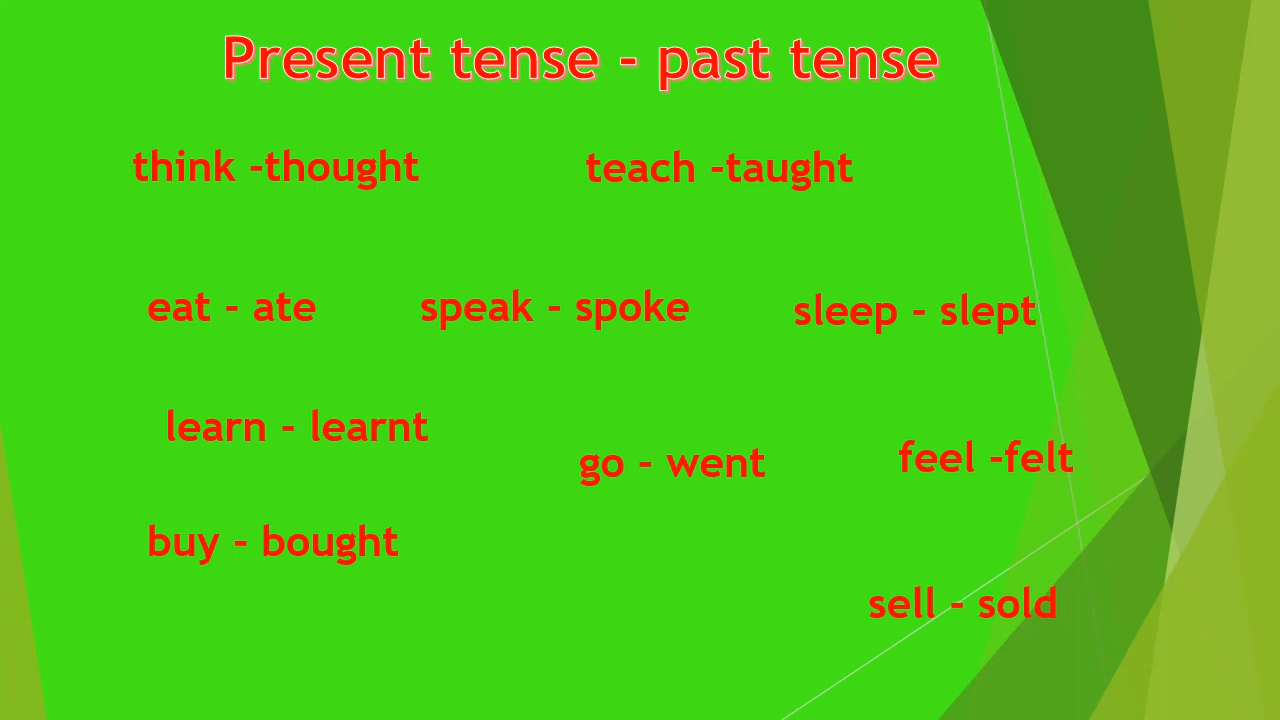 Present tense - past tense
think -thought
teach -taught
eat - ate
speak - spoke
sleep - slept
learn - learnt
go - went
feel -felt
buy - bought
sell - sold